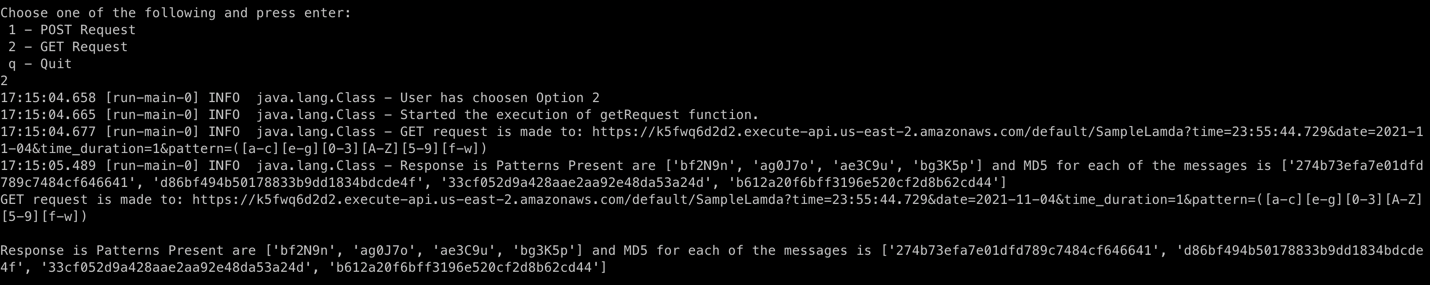 Choose one of the following and press enter:
 1 – POST Request
 2 – GET Request
 q – Quit
2
17:15:04.658 [run-main-0] INFO  java.lang.Class – User has choosen Option 2
17:15:04.665 [run-main-0] INFO  java.lang.Class – Started the execution of getRequest function.
17:15:04.677 [run-main-0] INFO  java.lang.Class – GET request is made to: https://k5fwq6d2d2.execute-api.us-east-2.amazonaws.com/default/SampleLamda?time=23:55:44.729&date=2021-1
1-04&time_duration=1&pattern=([a-c][e-g][0-3][A-Z][5-9][f-w])
17:15:05.489 [run-main-0] INFO  java.lang.Class – Response is Patterns Present are ['bf2N9n', 'ag0J7o', 'ae3C9u', 'bg3K5p'] and MD5 for each of the messages is ['274b73efa7e01dfd
789c7484cf646641', 'd86bf494b50178833b9dd1834bdcde4f', '33cf052d9a428aae2aa92e48da53a24d', 'b612a20f6bff3196e520cf2d8b62cd44']
GET request is made to: https://k5fwq6d2d2.execute-api.us-east-2.amazonaws.com/default/SampleLamda?time=23:55:44.729&date=2021-11-04&time_duration=1&pattern=([a-c][e-g][0-3][A-Z]
[5-9][f-w])
Response is Patterns Present are ['bf2N9n', 'ag0J7o', 'ae3C9u', 'bg3K5p'] and MD5 for each of the messages is ['274b73efa7e01dfd789c7484cf646641', 'd86bf494b50178833b9dd1834bdcde
4f', '33cf052d9a428aae2aa92e48da53a24d', 'b612a20f6bff3196e520cf2d8b62cd44']